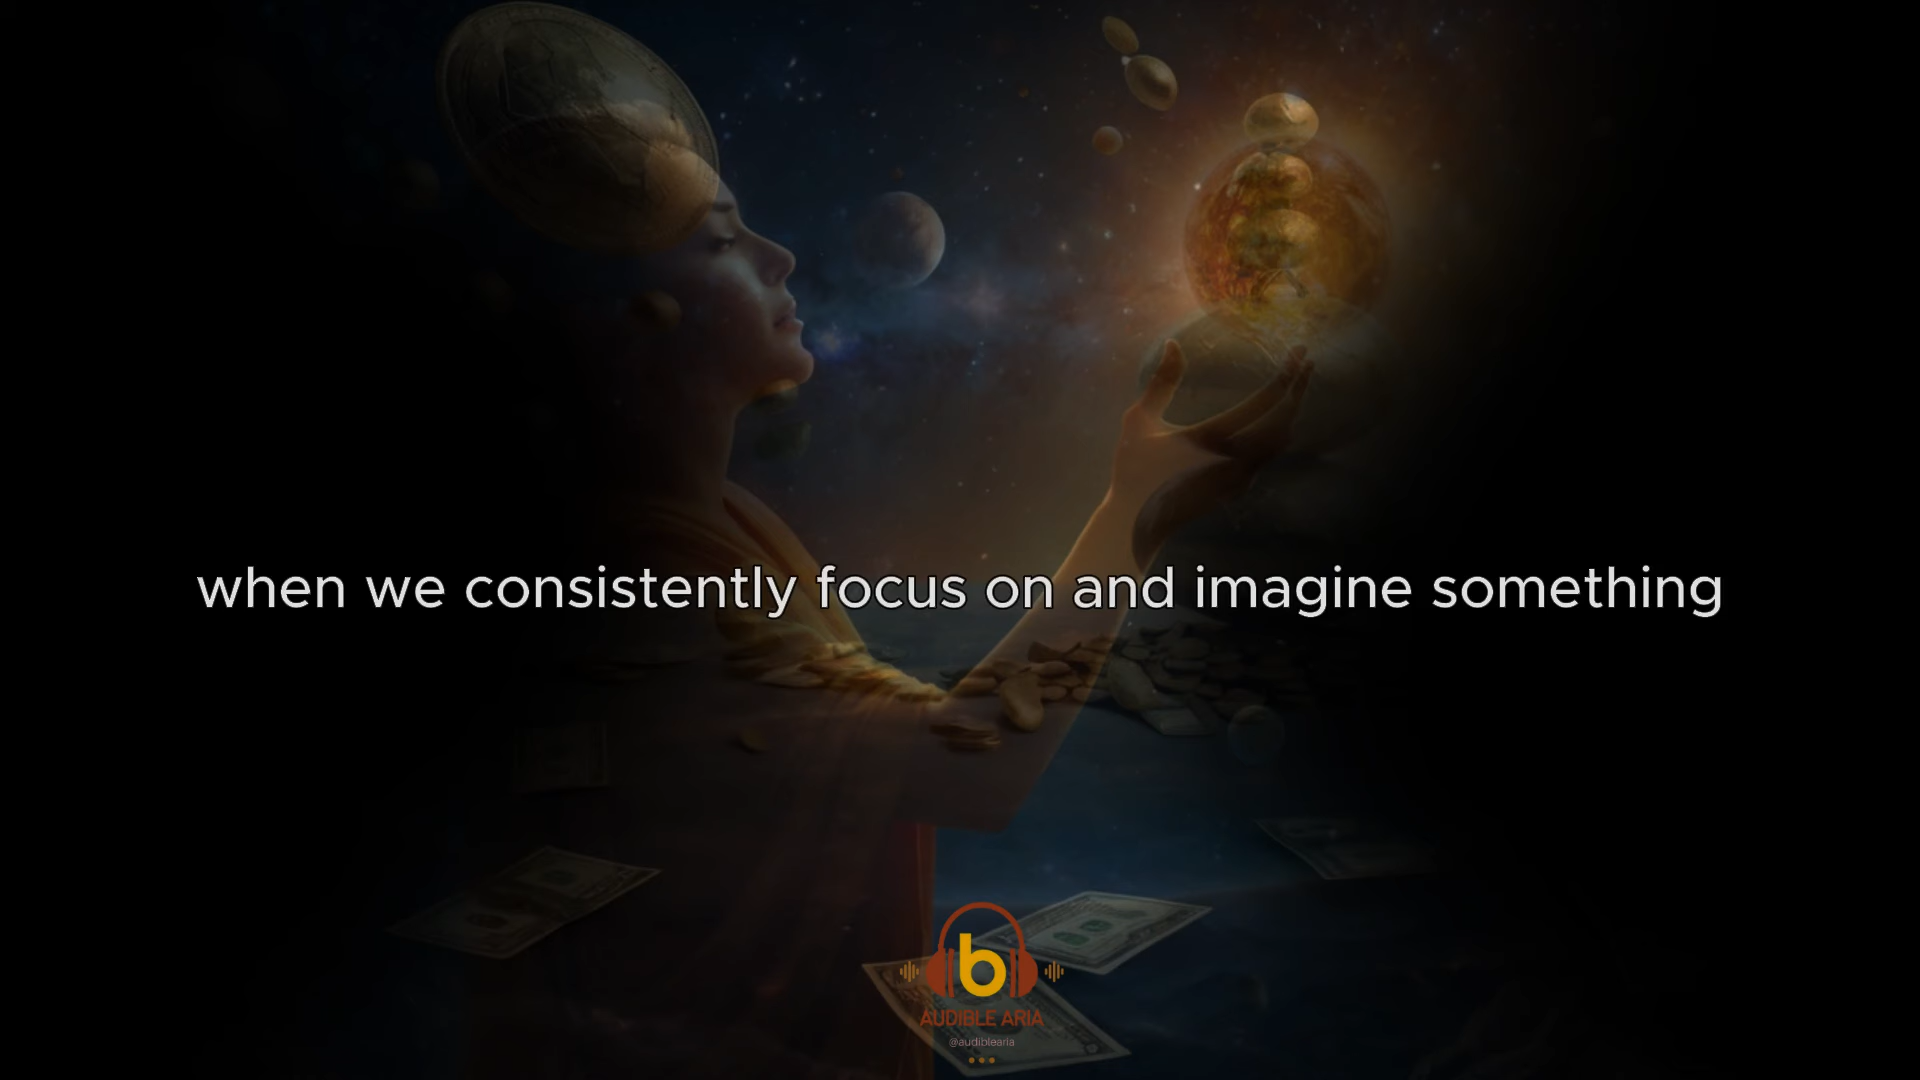 when we consistently focus on and imagine something
b
AUDIBLE ARIA
@audiblearia